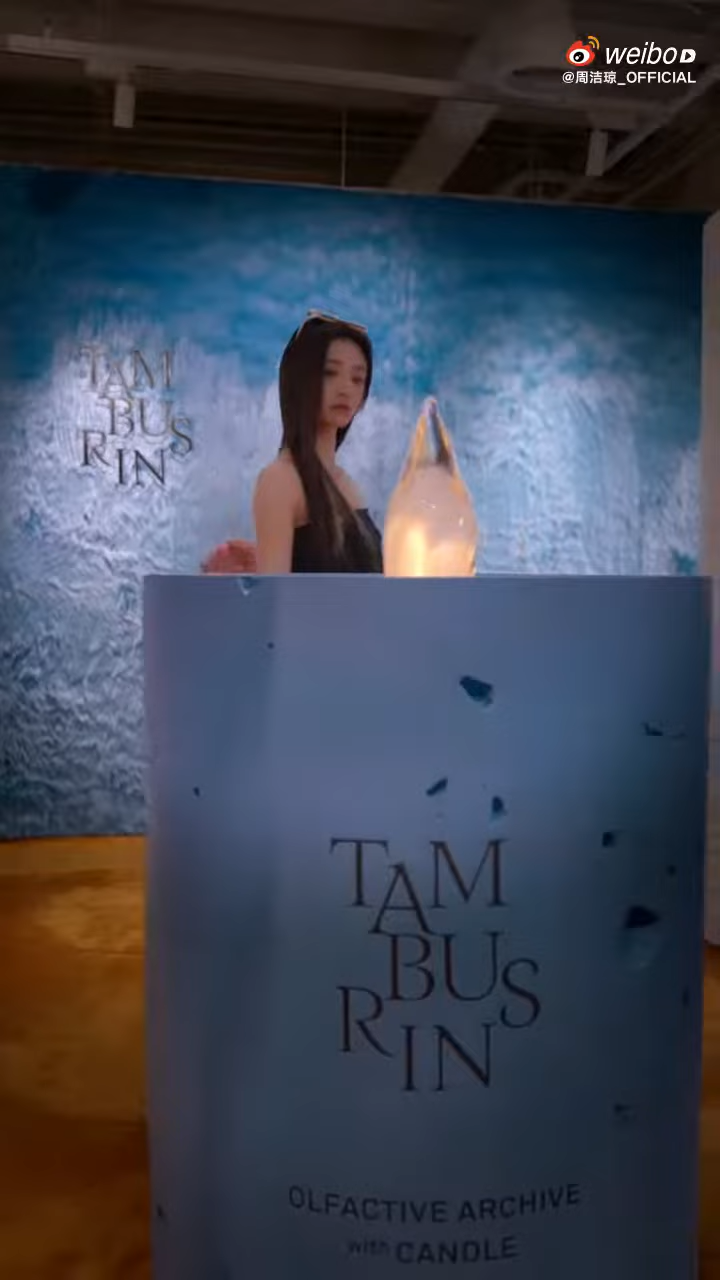 weibo
@周洁琼_OFFICIAL
TAM
BUS
RIN
TAM
BUS
RIN
OLFACTIVE ARCHIVE
with CANDLE